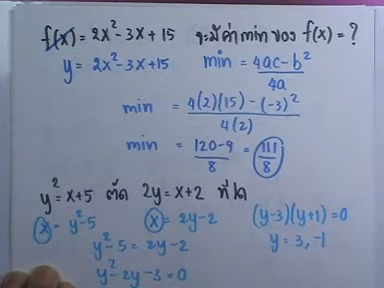 f(x) = 2x² - 3x + 15 จะมีค่า min ของ f(x) = ?
y = 2x² - 3x + 15 min = 4ac - b² / 4a
min = 4(2)(15) - (-3)² / 4(2)
min = 120 - 9 / 8 = 111 / 8
y² = x + 5 ตัด 2y = x + 2 ที่ใด
x = y² - 5 x = 2y - 2 (y - 3)(y + 1) = 0
y² - 5 = 2y - 2 y = 3, -1
y² - 2y - 3 = 0